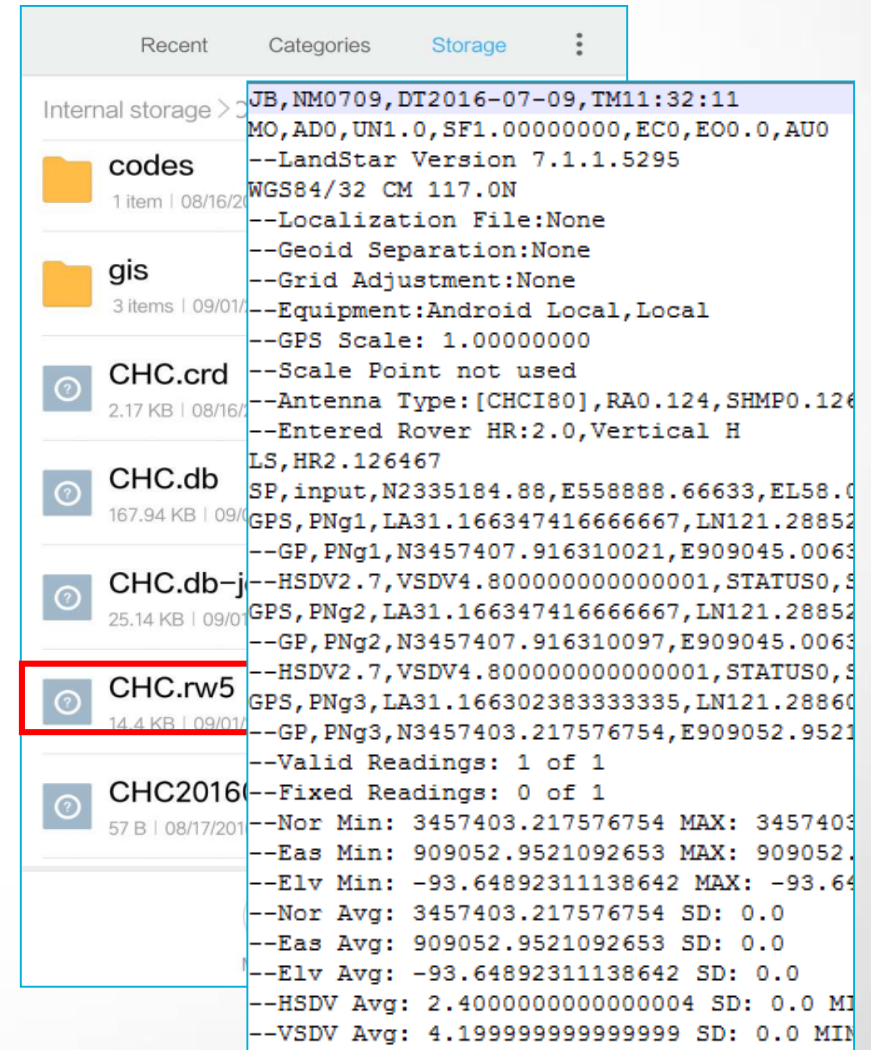 Recent Categories Storage
Internal storage >
codes
1 item | 08/16/20
gis
3 items | 09/01/
CHC.crd
2.17 KB | 08/16/
CHC.db
167.94 KB | 09/0
CHC.db-j
25.14 KB | 09/01
CHC.rw5
14.4 KB | 09/01/
CHC2016
57 B | 08/17/201
JB,NM0709,DT2016-07-09,TM11:32:11
MO,AD0,UN1.0,SF1.00000000,EC0,EO0.0,AU0
--LandStar Version 7.1.1.5295
WGS84/32 CM 117.0N
--Localization File:None
--Geoid Separation:None
--Grid Adjustment:None
--Equipment:Android Local,Local
--GPS Scale: 1.00000000
--Scale Point not used
--Antenna Type:[CHCI80],RA0.124,SHMP0.126
--Entered Rover HR:2.0,Vertical H
LS,HR2.126467
SP,input,N2335184.88,E558888.66633,EL58.0
GPS,PNg1,LA31.166347416666667,LN121.28852
--GP,PNg1,N3457407.916310021,E909045.0063
--HSDV2.7,VSDV4.800000000000001,STATUS0,S
GPS,PNg2,LA31.166347416666667,LN121.28852
--GP,PNg2,N3457407.916310097,E909045.0063
--HSDV2.7,VSDV4.800000000000001,STATUS0,S
GPS,PNg3,LA31.166302383333335,LN121.28860
--GP,PNg3,N3457403.217576754,E909052.9521
--Valid Readings: 1 of 1
--Fixed Readings: 0 of 1
--Nor Min: 3457403.217576754 MAX: 3457403
--Eas Min: 909052.9521092653 MAX: 909052.
--Elv Min: -93.64892311138642 MAX: -93.64
--Nor Avg: 3457403.217576754 SD: 0.0
--Eas Avg: 909052.9521092653 SD: 0.0
--Elv Avg: -93.64892311138642 SD: 0.0
--HSDV Avg: 2.4000000000000004 SD: 0.0 MI
--VSDV Avg: 4.199999999999999 SD: 0.0 MIN